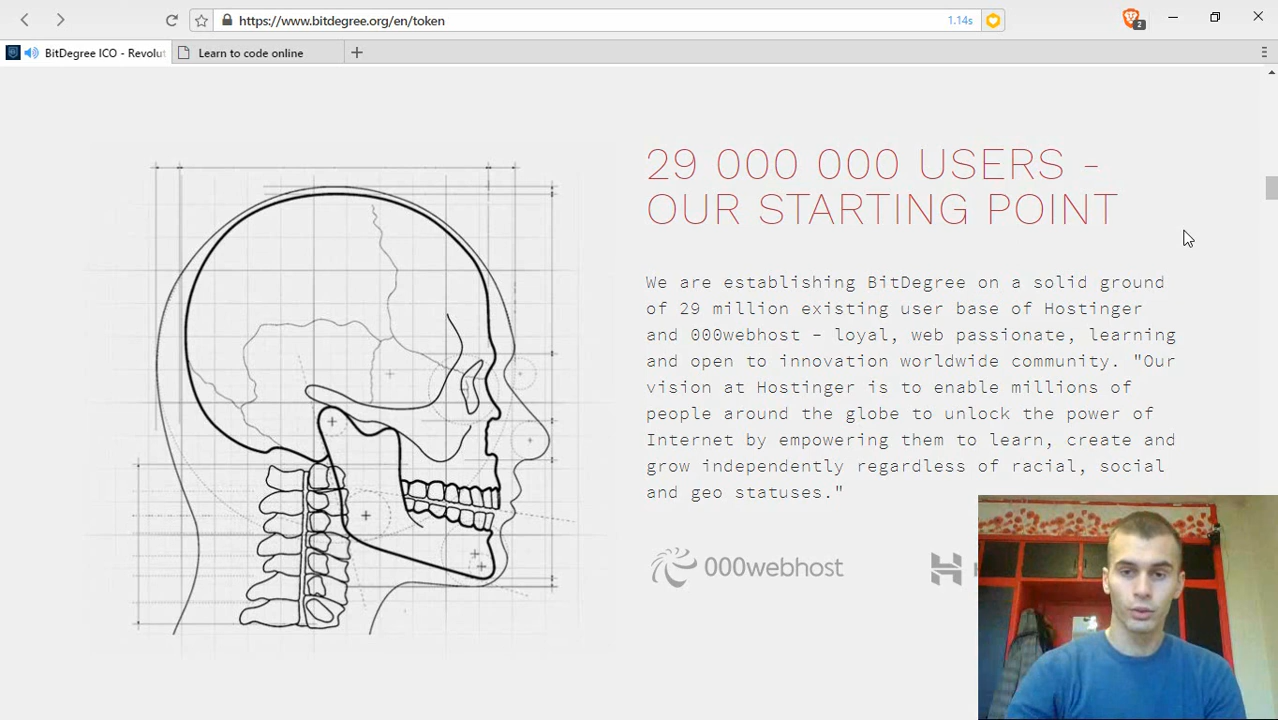 https://www.bitdegree.org/en/token
1.14s
2
BitDegree ICO - Revolut
Learn to code online
29 000 000 USERS -
OUR STARTING POINT
We are establishing BitDegree on a solid ground
of 29 million existing user base of Hostinger
and 000webhost – loyal, web passionate, learning
and open to innovation worldwide community. "Our
vision at Hostinger is to enable millions of
people around the globe to unlock the power of
Internet by empowering them to learn, create and
grow independently regardless of racial, social
and geo statuses."
000webhost